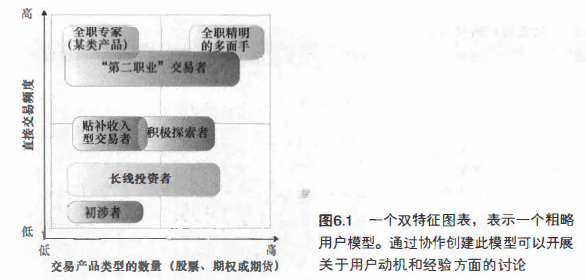 高
全职专家
(某类产品)
全职精明
的多面手
“第二职业”交易者
直接交易频度
贴补收入
型交易者
积极探索者
长线投资者
初涉者
低
低
高
交易产品类型的数量（股票、期权或期货）
图6.1 一个双特征图表，表示一个粗略
用户模型。通过协作创建此模型可以开展
关于用户动机和经验方面的讨论